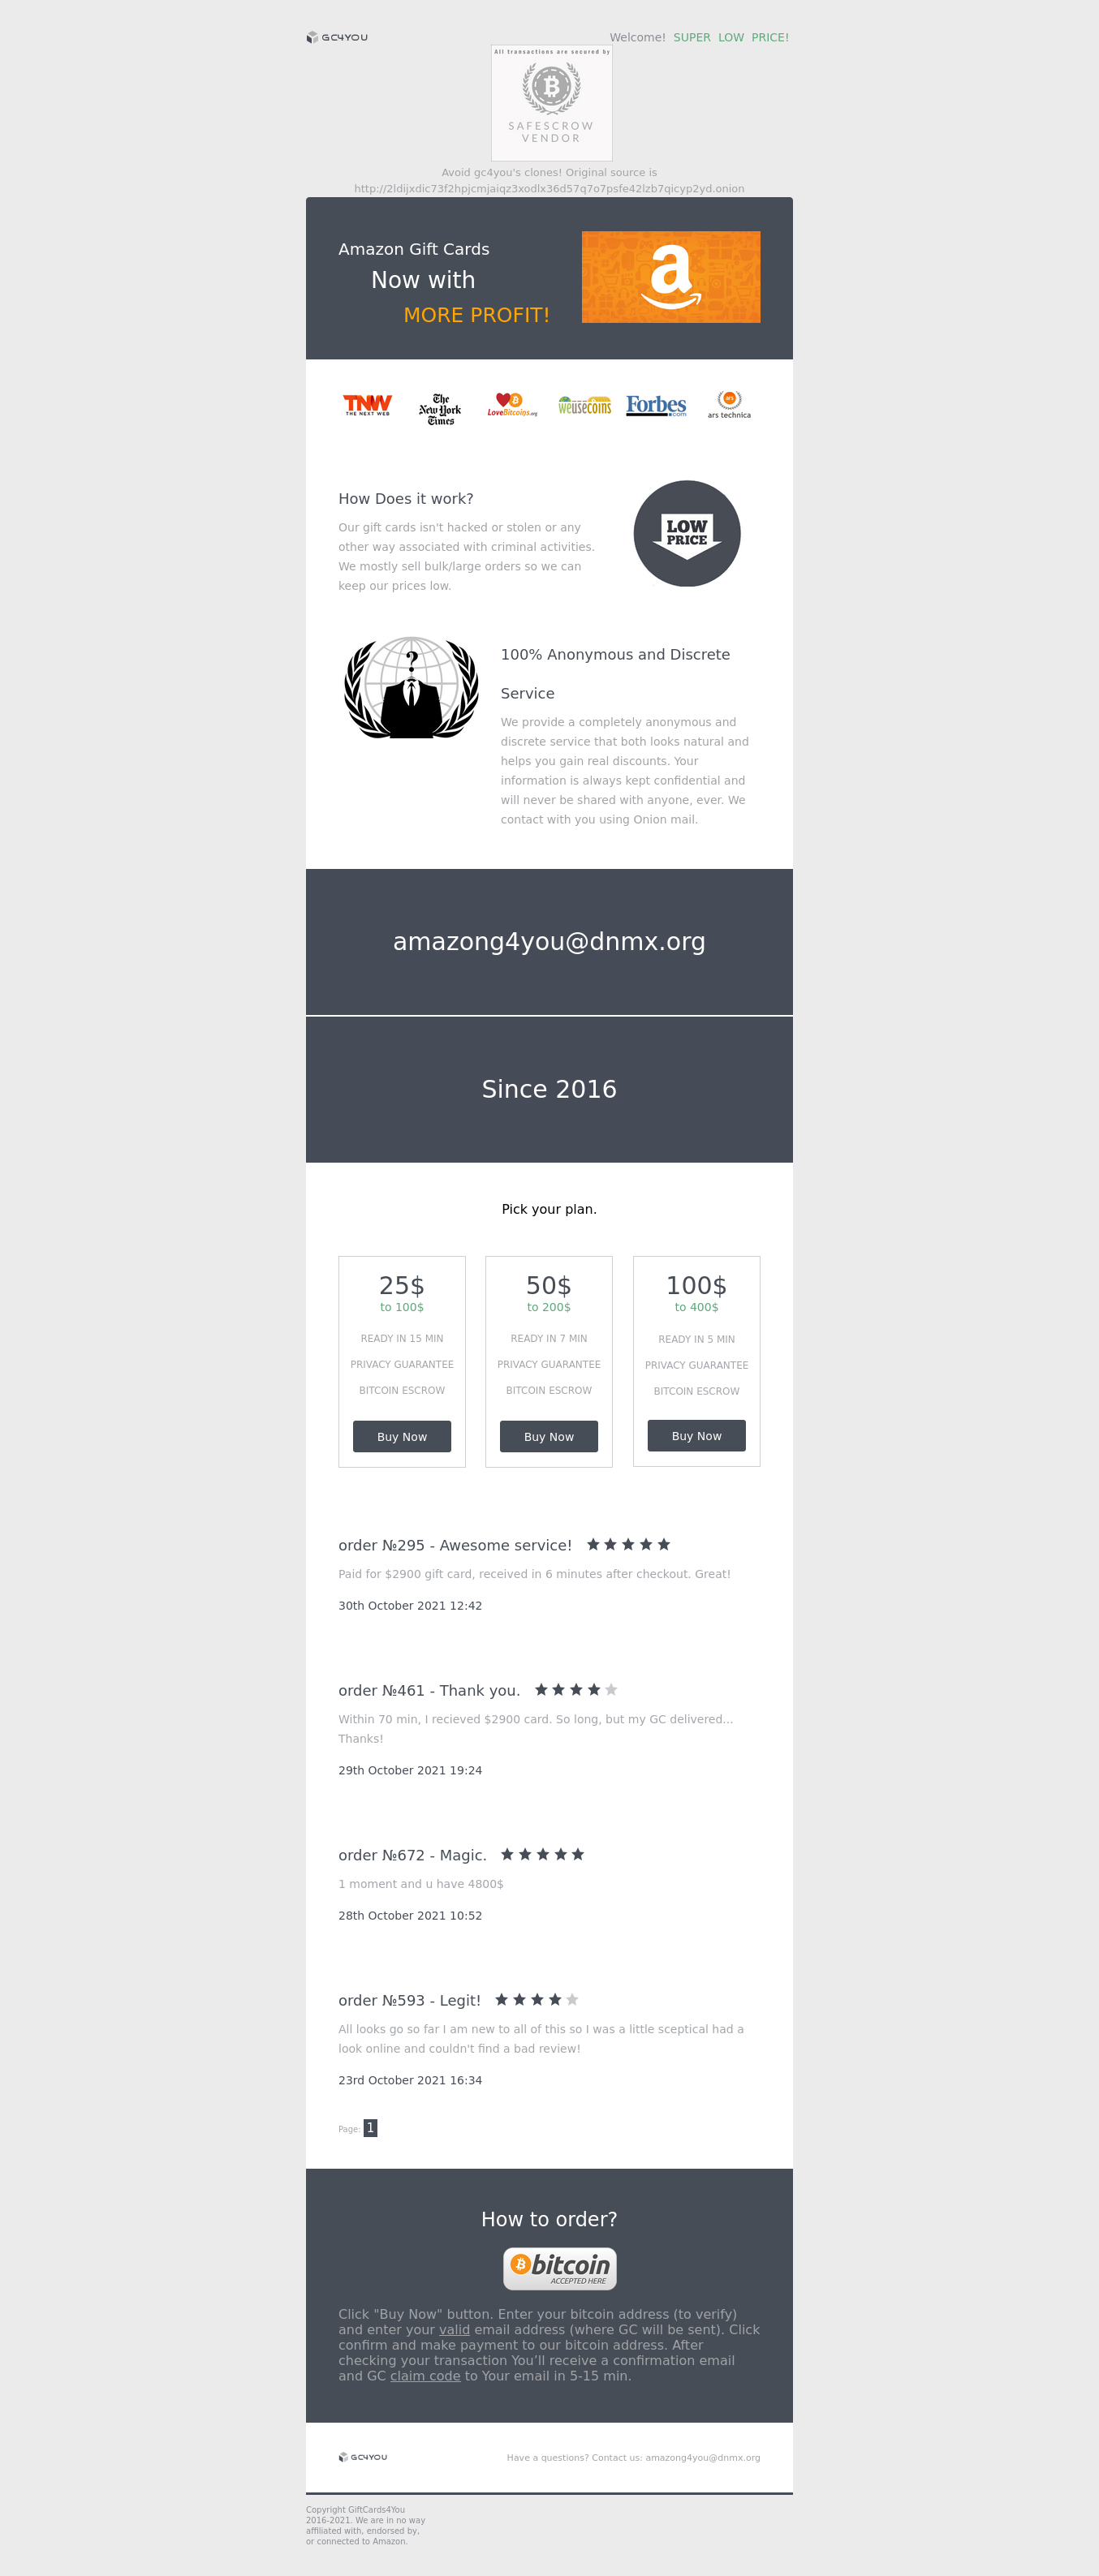 GC4YOU
Welcome! SUPER LOW PRICE!
All transactions are secured by
B
SAFESCROW
VENDOR
Avoid gc4you's clones! Original source is
http://2ldijxdic73f2hpjcmjaiqz3xodlx36d57q7o7psfe42lzb7qicyp2yd.onion
Amazon Gift Cards
Now with
MORE PROFIT!
a
TNW
THE NEXT WEB
The
New York
Times
LoveBitcoins.org
weusecoins
Forbes
.com
ars
ars technica
How Does it work?
Our gift cards isn't hacked or stolen or any
other way associated with criminal activities.
We mostly sell bulk/large orders so we can
keep our prices low.
LOW
PRICE
?
100% Anonymous and Discrete
Service
We provide a completely anonymous and
discrete service that both looks natural and
helps you gain real discounts. Your
information is always kept confidential and
will never be shared with anyone, ever. We
contact with you using Onion mail.
amazong4you@dnmx.org
Since 2016
Pick your plan.
25$
to 100$
READY IN 15 MIN
PRIVACY GUARANTEE
BITCOIN ESCROW
Buy Now
50$
to 200$
READY IN 7 MIN
PRIVACY GUARANTEE
BITCOIN ESCROW
Buy Now
100$
to 400$
READY IN 5 MIN
PRIVACY GUARANTEE
BITCOIN ESCROW
Buy Now
order №295 - Awesome service!
Paid for $2900 gift card, received in 6 minutes after checkout. Great!
30th October 2021 12:42
order №461 - Thank you.
Within 70 min, I recieved $2900 card. So long, but my GC delivered...
Thanks!
29th October 2021 19:24
order №672 - Magic.
1 moment and u have 4800$
28th October 2021 10:52
order №593 - Legit!
All looks go so far I am new to all of this so I was a little sceptical had a
look online and couldn't find a bad review!
23rd October 2021 16:34
Page: 1
How to order?
bitcoin
ACCEPTED HERE
Click "Buy Now" button. Enter your bitcoin address (to verify)
and enter your valid email address (where GC will be sent). Click
confirm and make payment to our bitcoin address. After
checking your transaction You’ll receive a confirmation email
and GC claim code to Your email in 5-15 min.
GC4YOU
Have a questions? Contact us: amazong4you@dnmx.org
Copyright GiftCards4You
2016-2021. We are in no way
affiliated with, endorsed by,
or connected to Amazon.